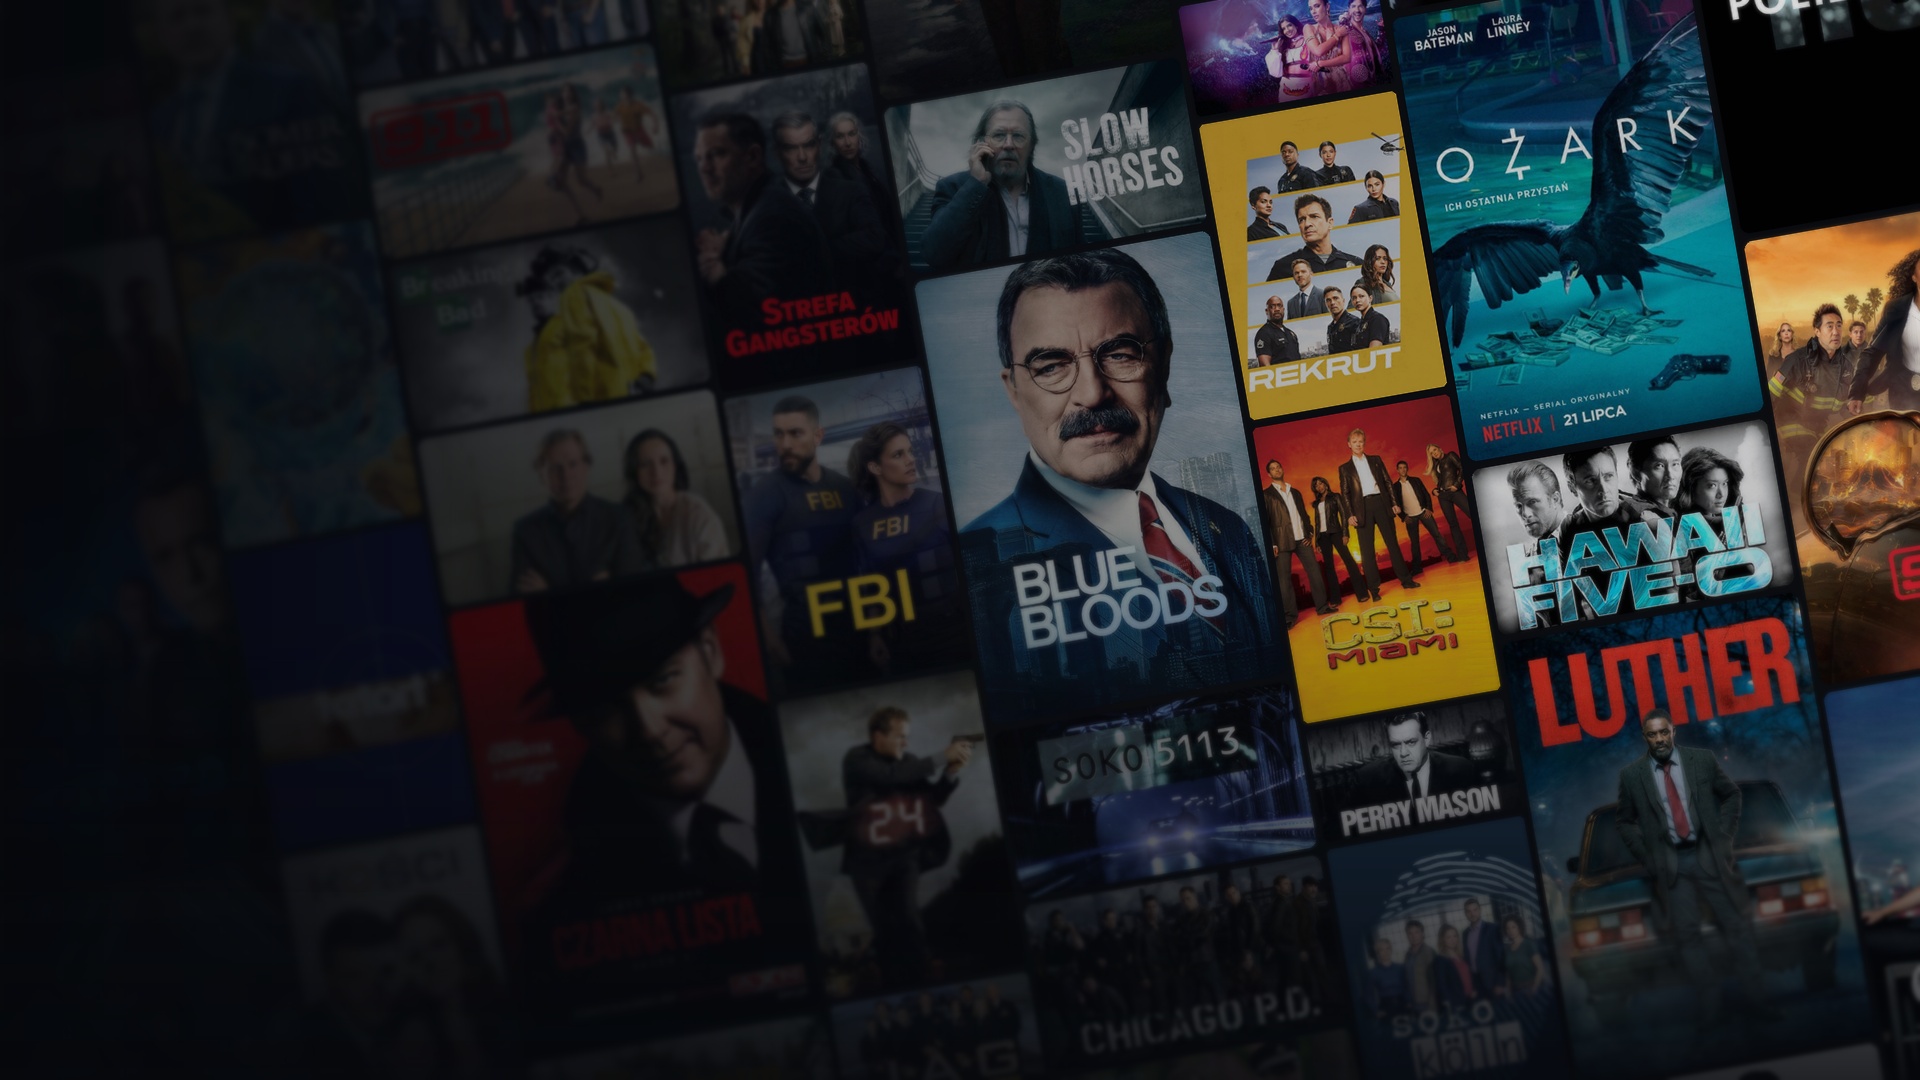 JASON
BATEMAN
LAURA
LINNEY
OŻARK
ICH OSTATNIA PRZYSTAŃ
NETFLIX — SERIAL ORYGINALNY
NETFLIX | 21 LIPCA
9-1-1
SLOW
HORSES
STREFA
GANGSTERÓW
Breaking
Bad
REKRUT
FBI
FBI
FBI
BLUE
BLOODS
CSI:
MIAMI
HAWAII
FIVE-O
LUTHER
24
SOKO 5113
PERRY MASON
KOŚCI
CZARNA LISTA
CHICAGO P.D.
soko
köln
J.A.G